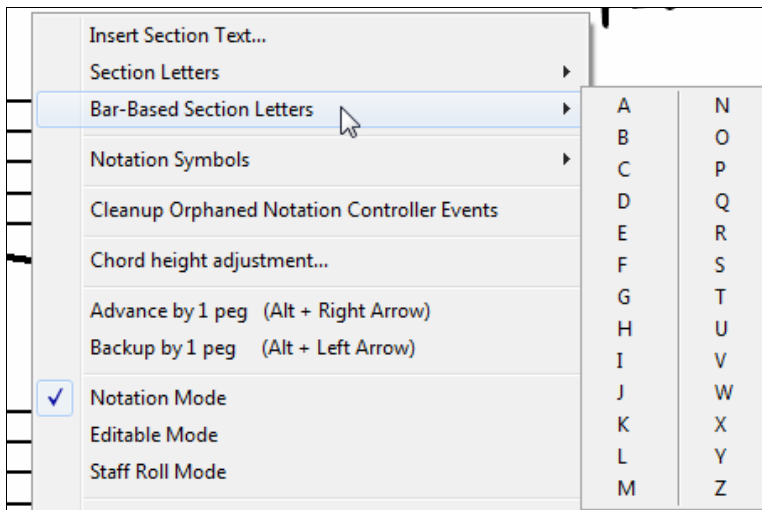 Insert Section Text...
Section Letters
Bar-Based Section Letters
Notation Symbols
Cleanup Orphaned Notation Controller Events
Chord height adjustment...
Advance by 1 peg (Alt + Right Arrow)
Backup by 1 peg (Alt + Left Arrow)
Notation Mode
Editable Mode
Staff Roll Mode
A N
B O
C P
D Q
E R
F S
G T
H U
I V
J W
K X
L Y
M Z